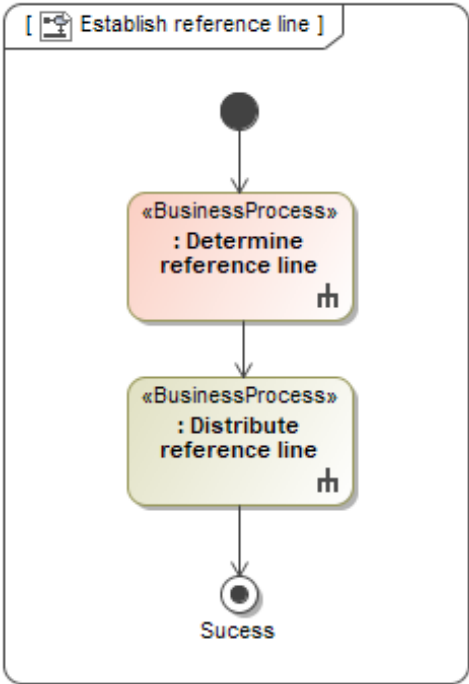 [ Establish reference line ]
«BusinessProcess»
: Determine
reference line
«BusinessProcess»
: Distribute
reference line
Sucess